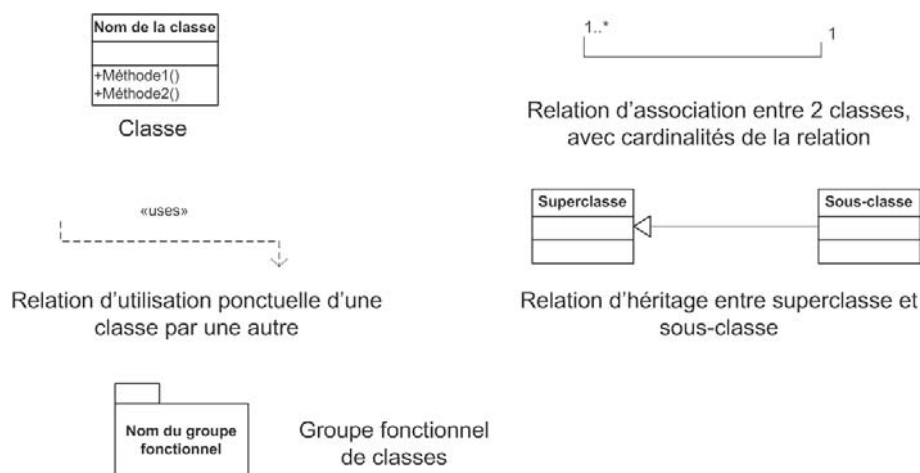 Nom de la classe
+Méthode1()
+Méthode2()
Classe
1..*
1
Relation d'association entre 2 classes,
avec cardinalités de la relation
«uses»
Relation d'utilisation ponctuelle d'une
classe par une autre
Superclasse
Sous-classe
Relation d'héritage entre superclasse et
sous-classe
Nom du groupe
fonctionnel
Groupe fonctionnel
de classes